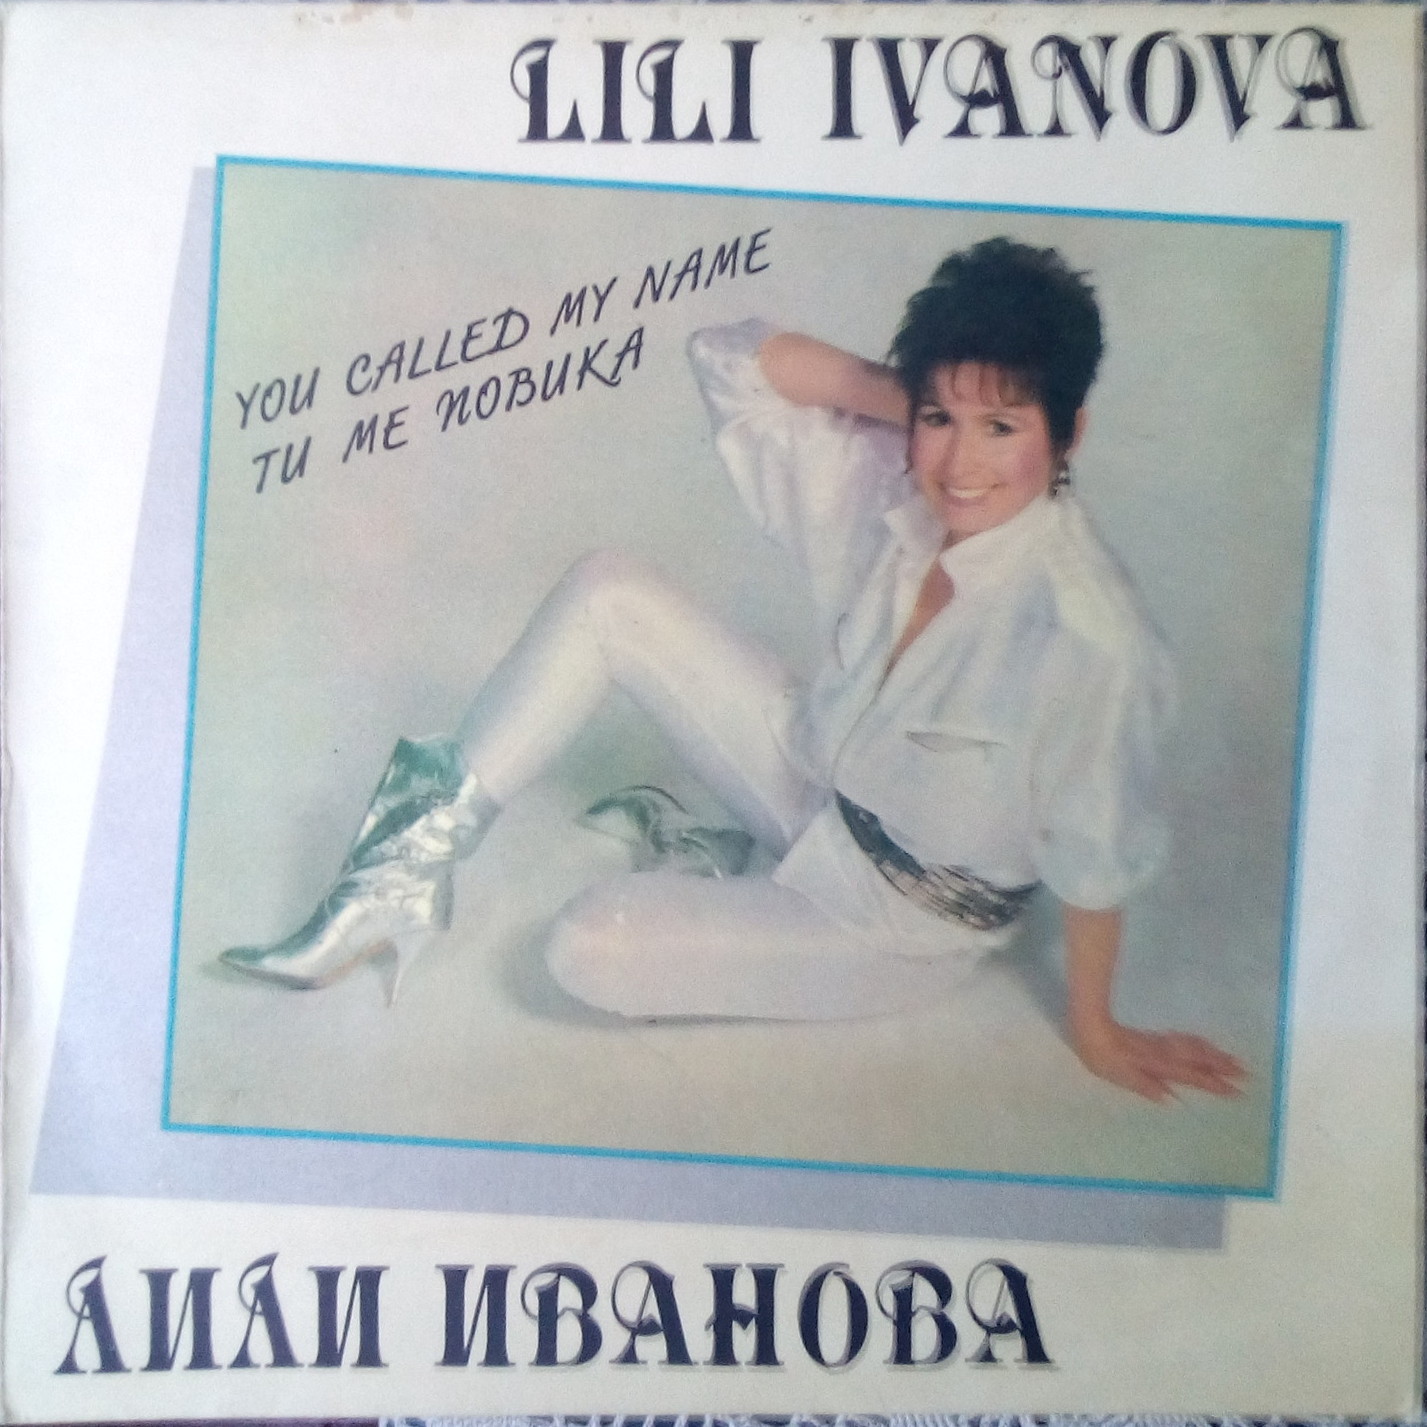 LILI IVANOVA
YOU CALLED MY NAME
ТИ МЕ ПОВИКА
ЛИЛИ ИВАНОВА